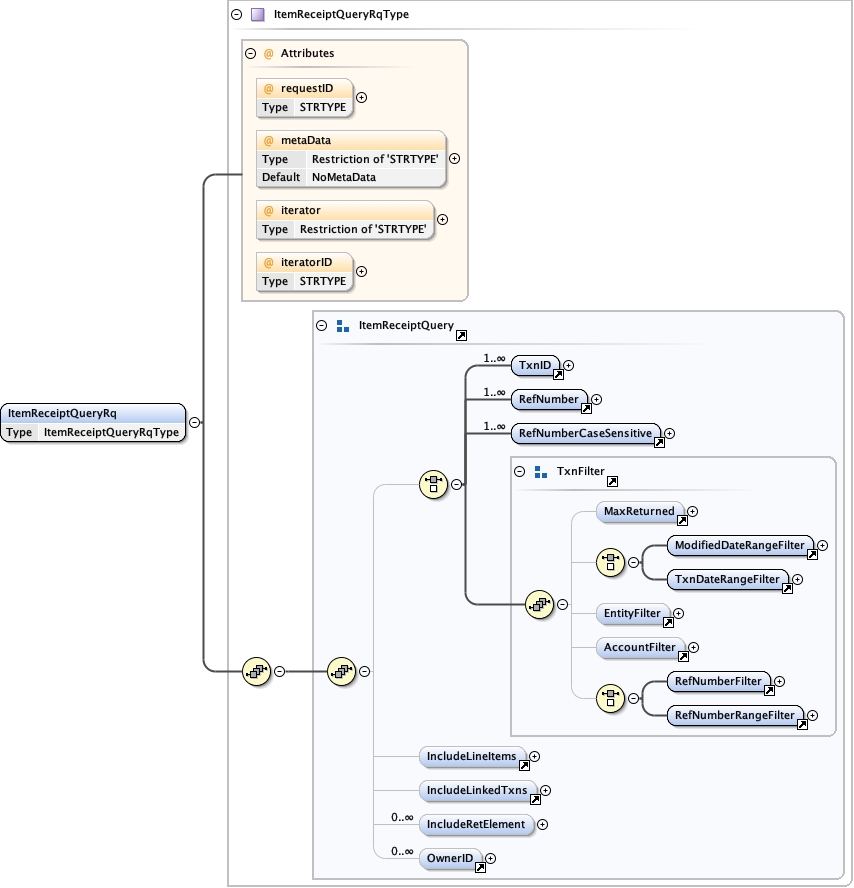 ItemReceiptQueryRqType
@ Attributes
@ requestID
Type STRTYPE
@ metaData
Type Restriction of 'STRTYPE'
Default NoMetaData
@ iterator
Type Restriction of 'STRTYPE'
@ iteratorID
Type STRTYPE
ItemReceiptQuery
1..∞ TxnID
1..∞ RefNumber
1..∞ RefNumberCaseSensitive
ItemReceiptQueryRq
Type ItemReceiptQueryRqType
TxnFilter
MaxReturned
ModifiedDateRangeFilter
TxnDateRangeFilter
EntityFilter
AccountFilter
RefNumberFilter
RefNumberRangeFilter
IncludeLineItems
IncludeLinkedTxns
0..∞ IncludeRetElement
0..∞ OwnerID